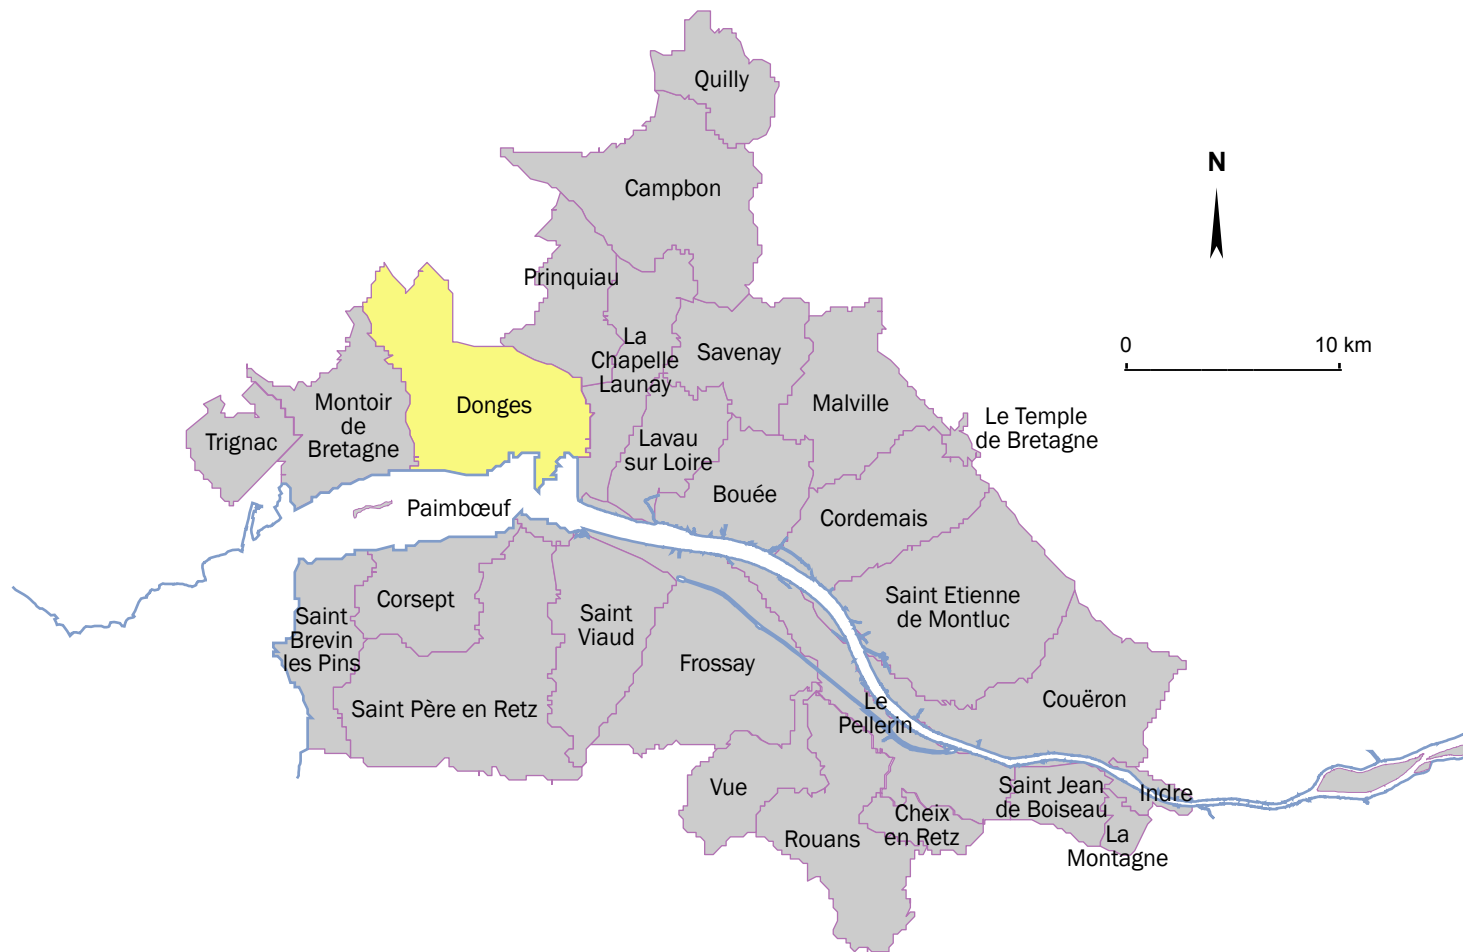 Quilly
N
Campbon
Prinquiau
0 10 km
La
Chapelle
Launay
Savenay
Donges
Malville
Montoir
de
Bretagne
Trignac
Le Temple
de Bretagne
Lavau
sur Loire
Bouée
Paimbœuf
Cordemais
Corsept
Saint Etienne
de Montluc
Saint
Brevin
les Pins
Saint
Viaud
Frossay
Saint Père en Retz
Le
Pellerin
Couëron
Vue
Saint Jean
de Boiseau
Indre
Rouans
Cheix
en Retz
La
Montagne